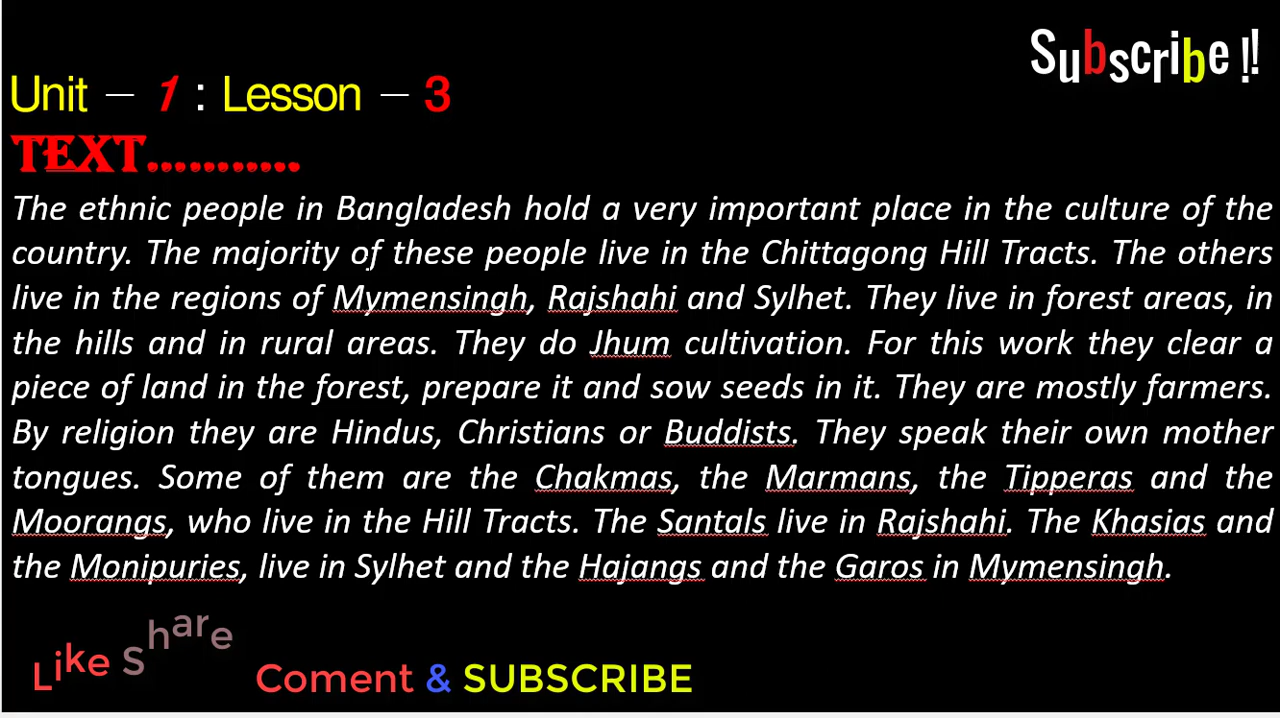 Subscribe !!
Unit – 1 : Lesson – 3
TEXT...........
The ethnic people in Bangladesh hold a very important place in the culture of the
country. The majority of these people live in the Chittagong Hill Tracts. The others
live in the regions of Mymensingh, Rajshahi and Sylhet. They live in forest areas, in
the hills and in rural areas. They do Jhum cultivation. For this work they clear a
piece of land in the forest, prepare it and sow seeds in it. They are mostly farmers.
By religion they are Hindus, Christians or Buddists. They speak their own mother
tongues. Some of them are the Chakmas, the Marmans, the Tipperas and the
Moorangs, who live in the Hill Tracts. The Santals live in Rajshahi. The Khasias and
the Monipuries, live in Sylhet and the Hajangs and the Garos in Mymensingh.
Like Share
Coment & SUBSCRIBE